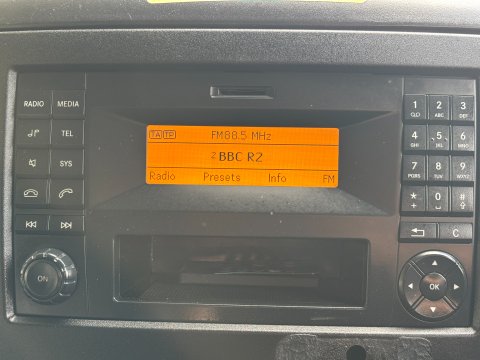 RADIO MEDIA
TEL
SYS
ON
TA TP FM88.5 MHz
2 BBC R2
Radio Presets Info FM
1 2 ABC 3 DEF
4 GHI 5 JKL 6 MNO
7 PQRS 8 TUV 9 WXYZ
* 0 #
C
OK